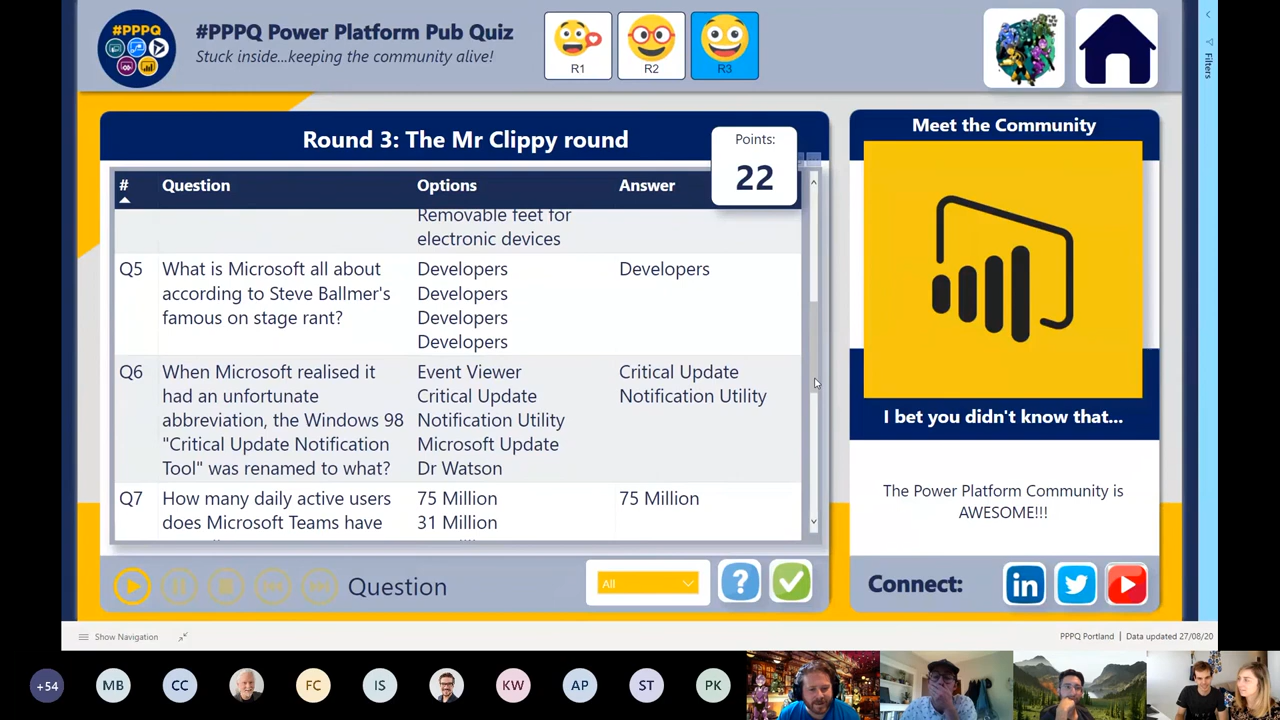 #PPPQ
#PPPQ Power Platform Pub Quiz
Stuck inside...keeping the community alive!
R1
R2
R3
Filters
Round 3: The Mr Clippy round
Points:
22
# Question Options Answer
Removable feet for
electronic devices
Q5 What is Microsoft all about Developers Developers
according to Steve Ballmer's Developers
famous on stage rant? Developers
Developers
Q6 When Microsoft realised it Event Viewer Critical Update
had an unfortunate Critical Update Notification Utility
abbreviation, the Windows 98 Notification Utility
"Critical Update Notification Microsoft Update
Tool" was renamed to what? Dr Watson
Q7 How many daily active users 75 Million 75 Million
does Microsoft Teams have 31 Million
Question
All
?
Meet the Community
I bet you didn't know that...
The Power Platform Community is
AWESOME!!!
Connect:
in
Show Navigation
PPPQ Portland | Data updated 27/08/20
+54
MB
CC
FC
IS
KW
AP
ST
PK